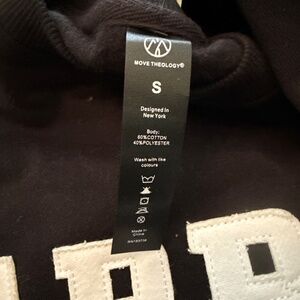 MOVE THEOLOGY®
S
Designed in
New York
Body:
60%COTTON
40%POLYESTER
Wash with like
colours
Made in
China